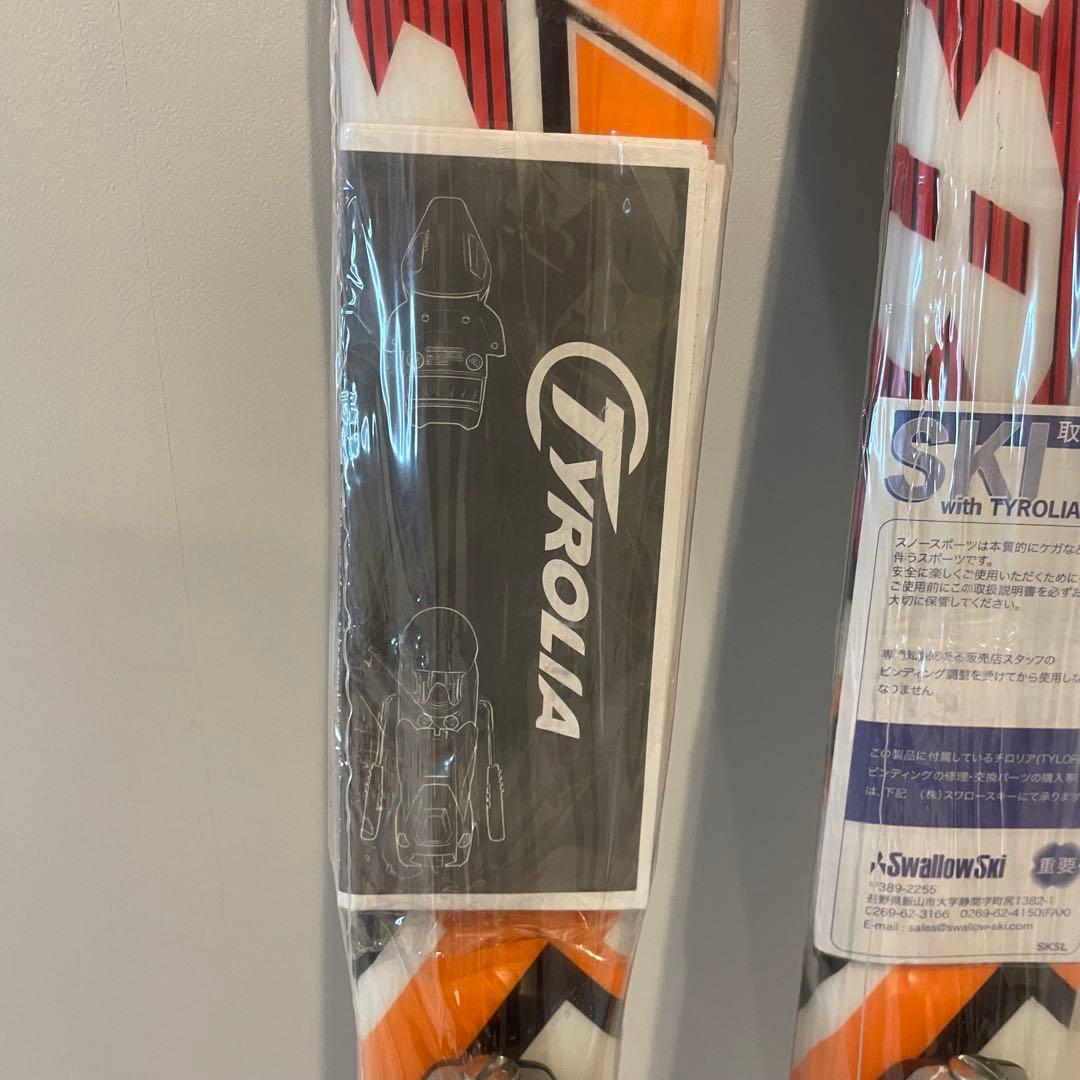 TYROLIA
SKI 取
with TYROLIA
スノースポーツは本質的にケガなど
伴うスポーツです。
安全に楽しくご使用いただくために
ご使用前にこの取扱説明書を必ずお
大切に保管してください。
専門知識のある販売店スタッフの
ビンディング調整を受けてから使用しな
なりません
この製品に付属しているチロリア(TYLOR
ビンディングの修理・交換パーツの購入等
は、下記 (株)スワロースキーにて承ります
SwallowSki
重要
〒389-2255
長野県飯山市大字静間字町尻1382-1
0269-62-3166 0269-62-4150(FAX)
E-mail : sales@swallow-ski.com
SKSL